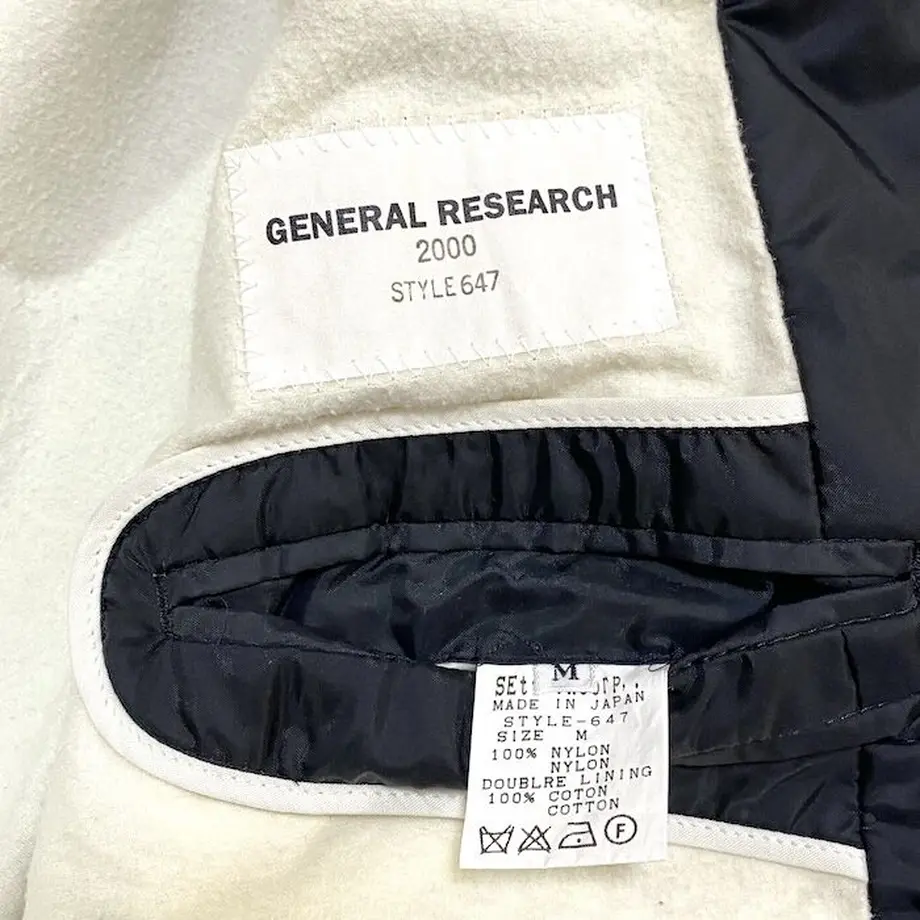 GENERAL RESEARCH
2000
STYLE 647
M
SEt
MADE IN JAPAN
STYLE-647
SIZE M
100% NYLON
NYLON
DOUBLRE LINING
100% COTON
COTTON
F